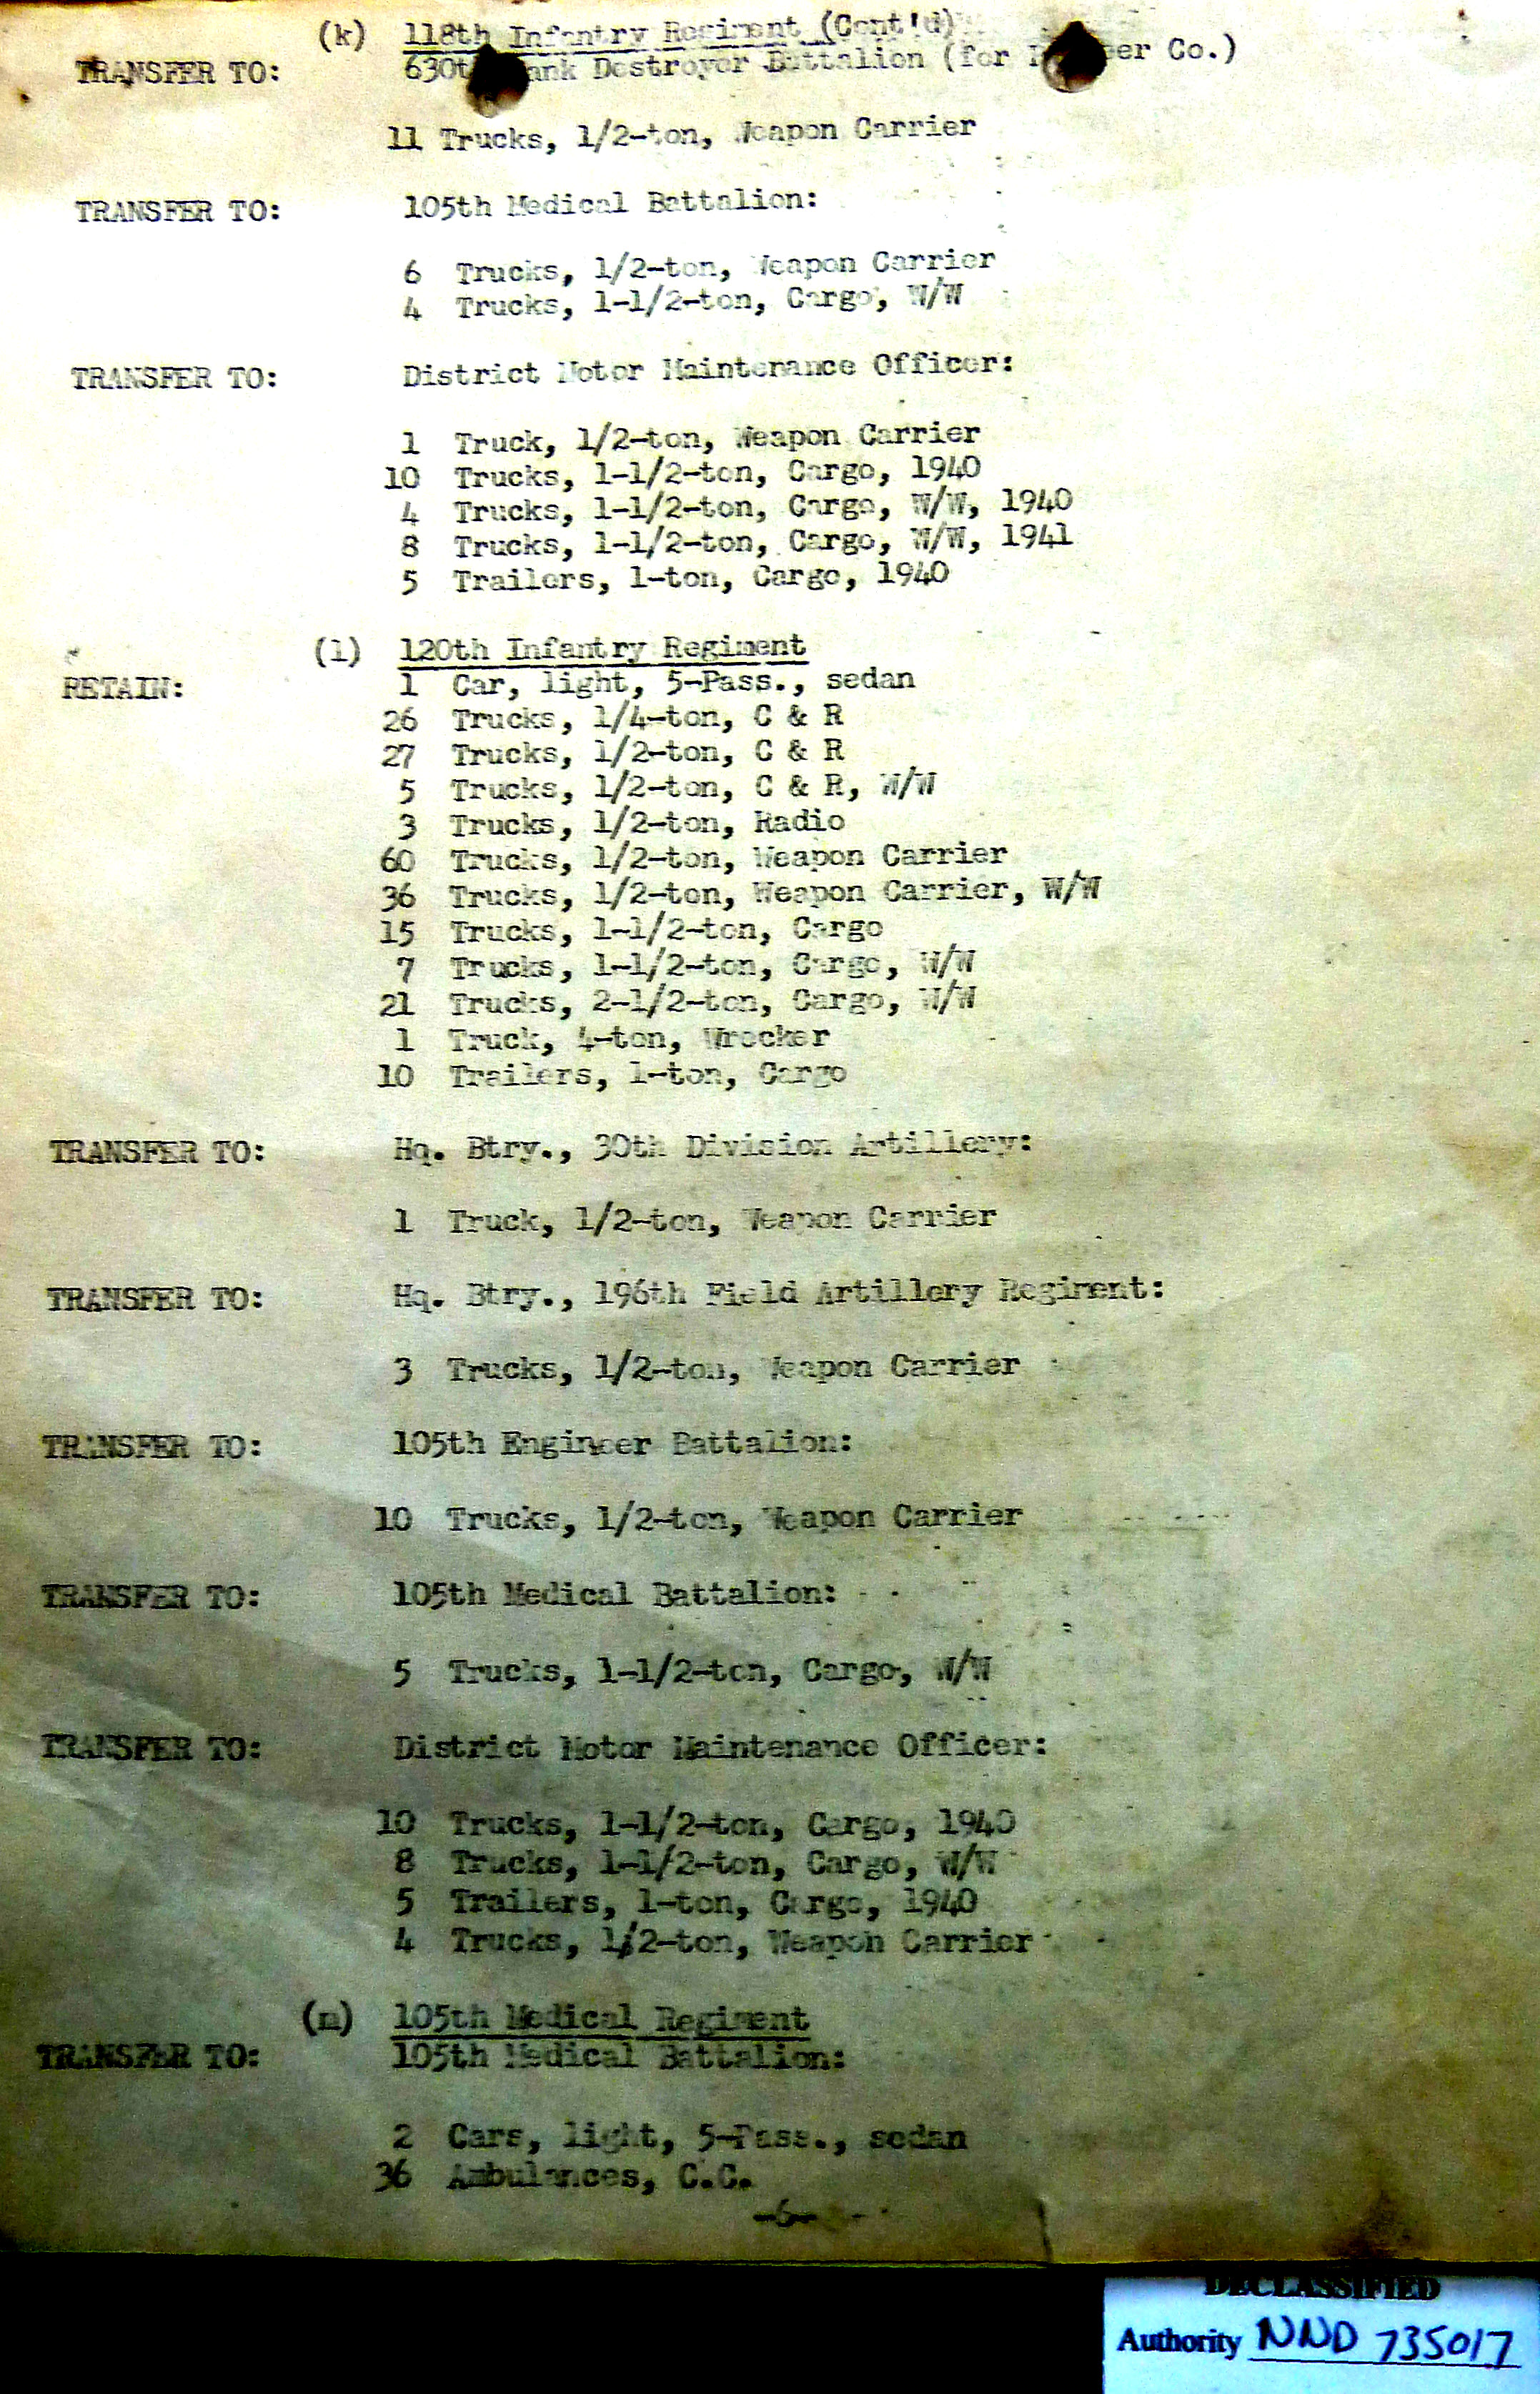 (k) 118th Infantry Regiment (Cont'd)
TRANSFER TO: 630t ank Destroyer Battalion (for er Co.)
11 Trucks, 1/2-ton, Weapon Carrier
TRANSFER TO: 105th Medical Battalion:
6 Trucks, 1/2-ton, Weapon Carrier
4 Trucks, 1-1/2-ton, Cargo, W/W
TRANSFER TO: District Motor Maintenance Officer:
1 Truck, 1/2-ton, Weapon Carrier
10 Trucks, 1-1/2-ton, Cargo, 1940
4 Trucks, 1-1/2-ton, Cargo, W/W, 1940
8 Trucks, 1-1/2-ton, Cargo, W/W, 1941
5 Trailers, 1-ton, Cargo, 1940
(l) 120th Infantry Regiment
RETAIN: 1 Car, light, 5-Pass., sedan
26 Trucks, 1/4-ton, C & R
27 Trucks, 1/2-ton, C & R
5 Trucks, 1/2-ton, C & R, W/W
3 Trucks, 1/2-ton, Radio
60 Trucks, 1/2-ton, Weapon Carrier
36 Trucks, 1/2-ton, Weapon Carrier, W/W
15 Trucks, 1-1/2-ton, Cargo
7 Trucks, 1-1/2-ton, Cargo, W/W
21 Trucks, 2-1/2-ton, Cargo, W/W
1 Truck, 4-ton, Wrecker
10 Trailers, 1-ton, Cargo
TRANSFER TO: Hq. Btry., 30th Division Artillery:
1 Truck, 1/2-ton, Weapon Carrier
TRANSFER TO: Hq. Btry., 196th Field Artillery Regiment:
3 Trucks, 1/2-ton, Weapon Carrier
TRANSFER TO: 105th Engineer Battalion:
10 Trucks, 1/2-ton, Weapon Carrier
TRANSFER TO: 105th Medical Battalion:
5 Trucks, 1-1/2-ton, Cargo, W/W
TRANSFER TO: District Motor Maintenance Officer:
10 Trucks, 1-1/2-ton, Cargo, 1940
8 Trucks, 1-1/2-ton, Cargo, W/W
5 Trailers, 1-ton, Cargo, 1940
4 Trucks, 1/2-ton, Weapon Carrier
(m) 105th Medical Regiment
TRANSFER TO: 105th Medical Battalion:
2 Cars, light, 5-Pass., sedan
36 Ambulances, C.C.
-6-
DECLASSIFIED
Authority NND 735017